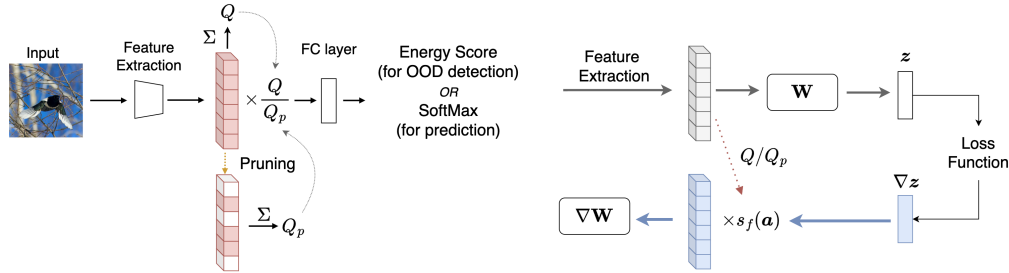 Input
Feature
Extraction
Σ
Q
× Q / Q_p
FC layer
Energy Score
(for OOD detection)
OR
SoftMax
(for prediction)
Pruning
Σ
Q_p
Feature
Extraction
W
z
Loss
Function
Q/Q_p
∇z
× s_f(a)
∇W